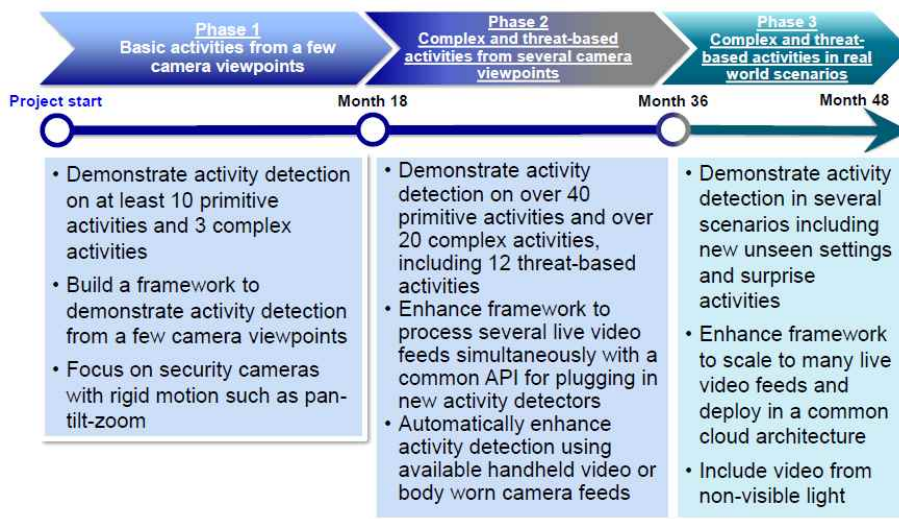 Phase 1
Basic activities from a few
camera viewpoints
Phase 2
Complex and threat-based
activities from several camera
viewpoints
Phase 3
Complex and threat-
based activities in real
world scenarios
Project start
Month 18
Month 36
Month 48
• Demonstrate activity detection
on at least 10 primitive
activities and 3 complex
activities
• Build a framework to
demonstrate activity detection
from a few camera viewpoints
• Focus on security cameras
with rigid motion such as pan-
tilt-zoom
• Demonstrate activity
detection on over 40
primitive activities and over
20 complex activities,
including 12 threat-based
activities
• Enhance framework to
process several live video
feeds simultaneously with a
common API for plugging in
new activity detectors
• Automatically enhance
activity detection using
available handheld video or
body worn camera feeds
• Demonstrate activity
detection in several
scenarios including
new unseen settings
and surprise
activities
• Enhance framework
to scale to many live
video feeds and
deploy in a common
cloud architecture
• Include video from
non-visible light